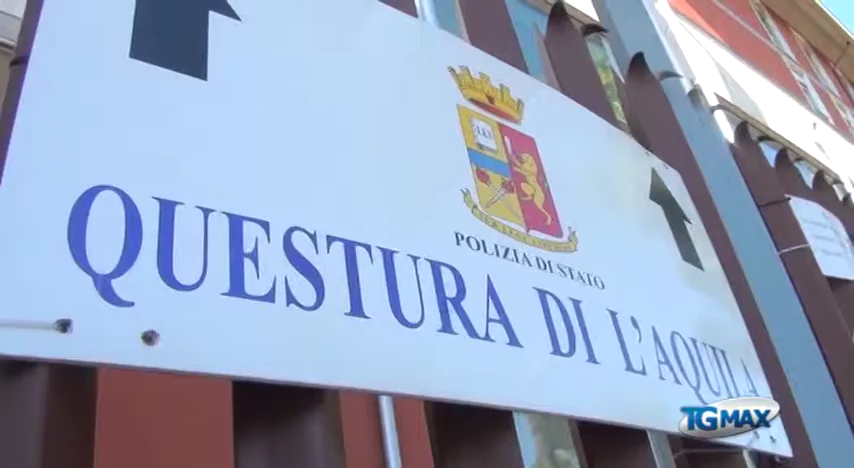 POLIZIA DI STATO
QUESTURA DI L'AQUILA
TGMAX